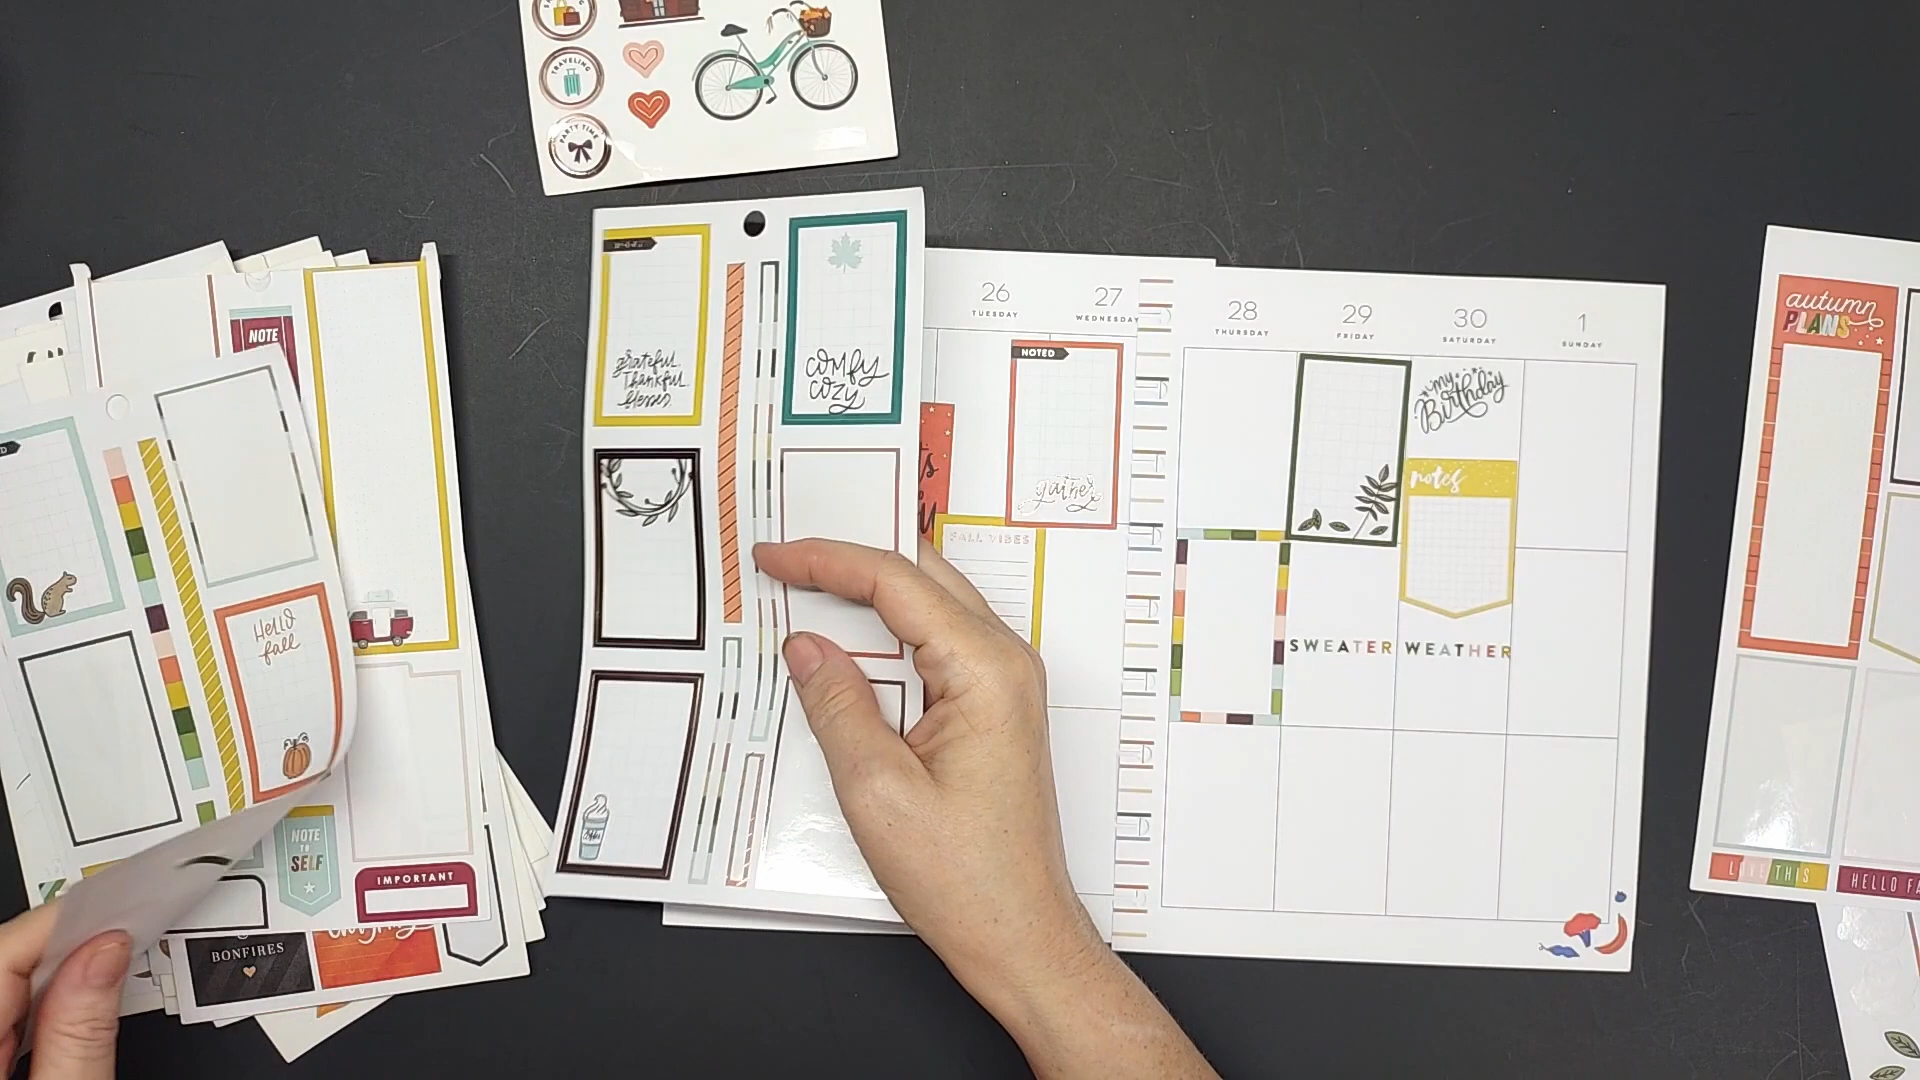 TRAVELING
PARTY TIME
NOTE
Hello
fall
NOTE
TO
SELF
IMPORTANT
BONFIRES
grateful
thankful
blessed
comfy
cozy
26
TUESDAY
27
WEDNESDAY
NOTED
gather
FALL VIBES
28
THURSDAY
29
FRIDAY
30
SATURDAY
1
SUNDAY
my
Birthday
notes
SWEATER WEATHER
autumn
PLANS
LOVE THIS
HELLO FA